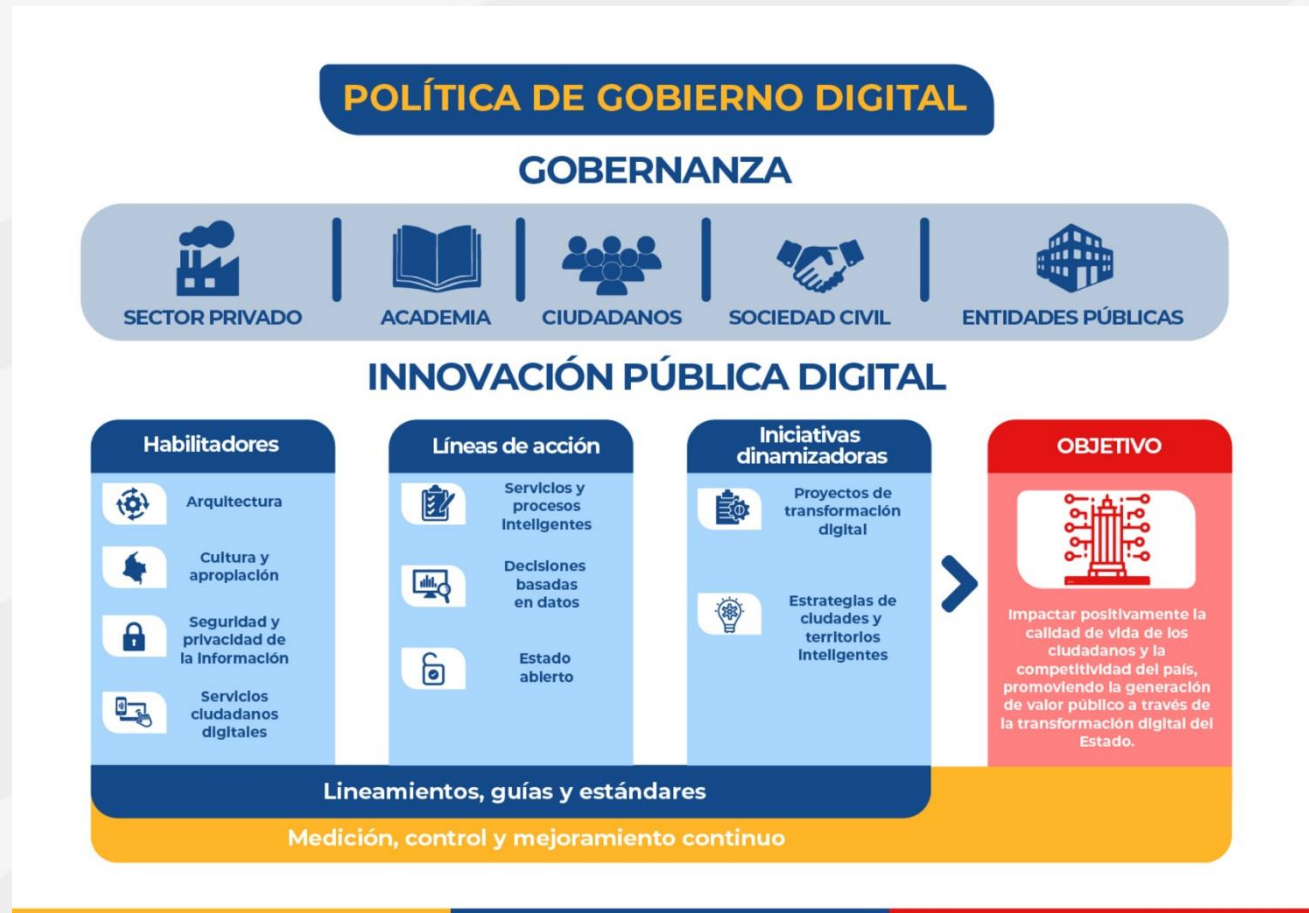 POLÍTICA DE GOBIERNO DIGITAL
GOBERNANZA
SECTOR PRIVADO
ACADEMIA
CIUDADANOS
SOCIEDAD CIVIL
ENTIDADES PÚBLICAS
INNOVACIÓN PÚBLICA DIGITAL
Habilitadores
Arquitectura
Cultura y
apropiación
Seguridad y
privacidad de
la información
Servicios
ciudadanos
digitales
Líneas de acción
Servicios y
procesos
inteligentes
Decisiones
basadas
en datos
Estado
abierto
Iniciativas
dinamizadoras
Proyectos de
transformación
digital
Estrategias de
ciudades y
territorios
inteligentes
OBJETIVO
Impactar positivamente la
calidad de vida de los
ciudadanos y la
competitividad del país,
promoviendo la generación
de valor público a través de
la transformación digital del
Estado.
Lineamientos, guías y estándares
Medición, control y mejoramiento continuo